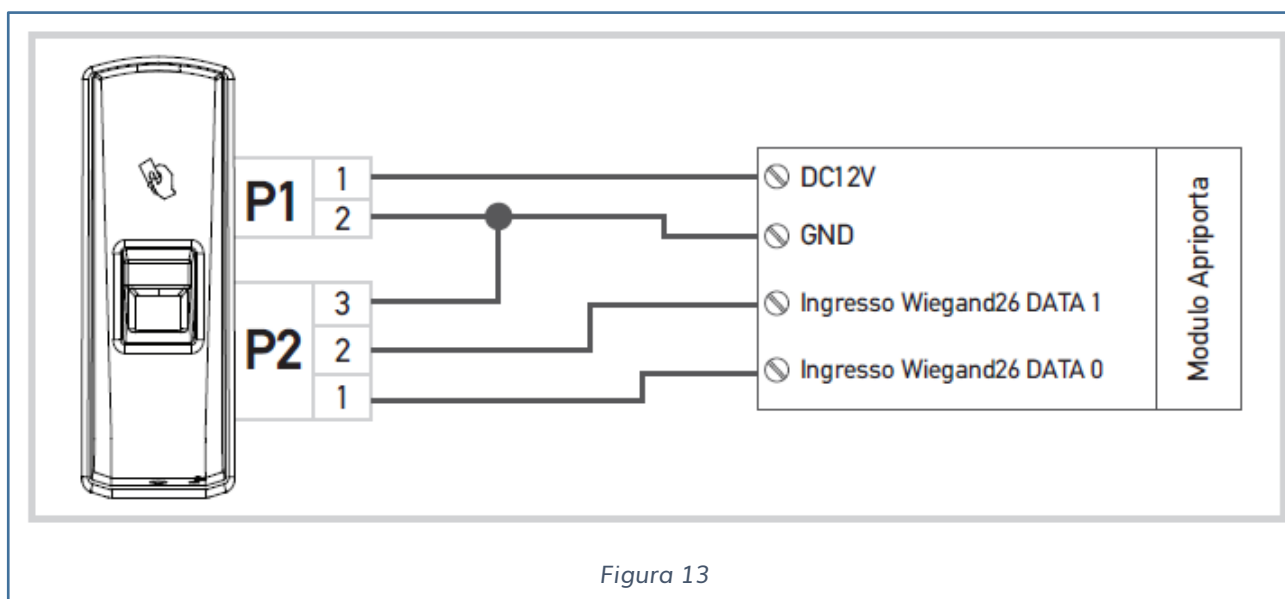 P1
1
2
P2
3
2
1
DC12V
GND
Ingresso Wiegand26 DATA 1
Ingresso Wiegand26 DATA 0
Modulo Apriporta
Figura 13